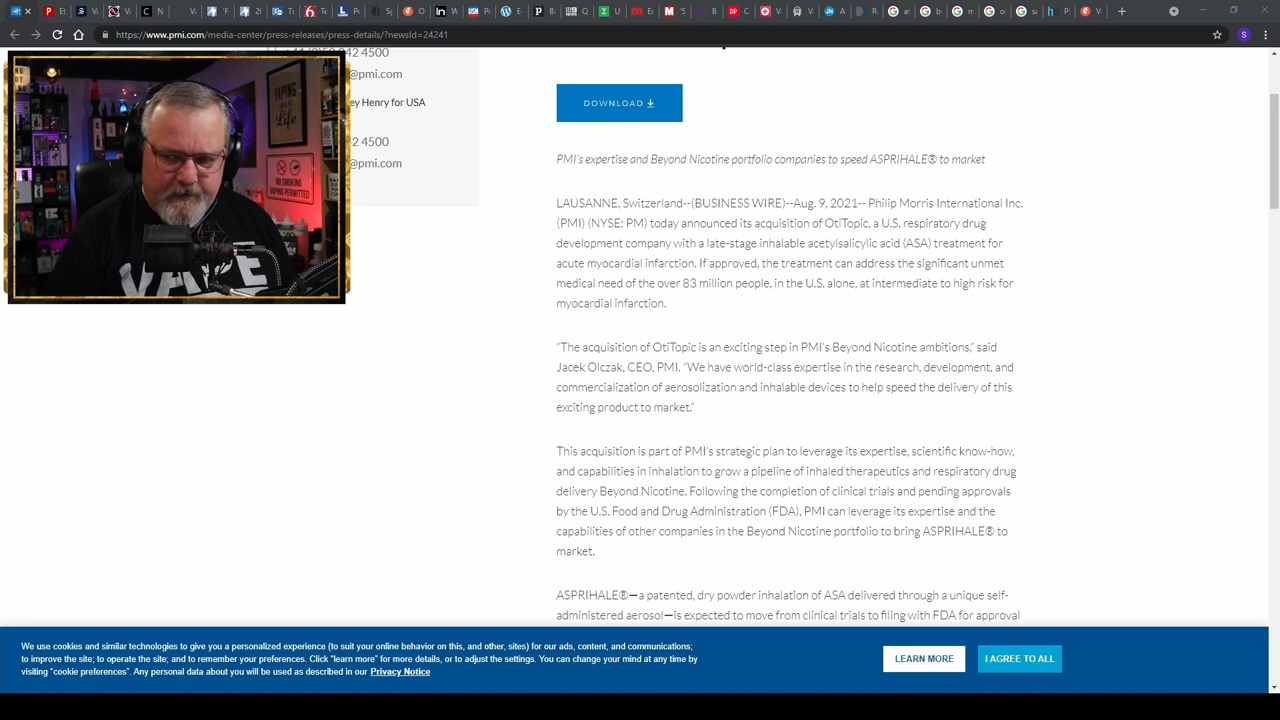 https://www.pmi.com/media-center/press-releases/press-details/?newsId=24241
342 4500
@pmi.com
ey Henry for USA
2 4500
@pmi.com
VAPING
Life
NO SMOKING
VAPING PERMITTED
VAPE
DOWNLOAD
PMI's expertise and Beyond Nicotine portfolio companies to speed ASPRIHALE® to market
LAUSANNE, Switzerland--(BUSINESS WIRE)--Aug. 9, 2021-- Philip Morris International Inc.
(PMI) (NYSE: PM) today announced its acquisition of OtiTopic, a U.S. respiratory drug
development company with a late-stage inhalable acetylsalicylic acid (ASA) treatment for
acute myocardial infarction. If approved, the treatment can address the significant unmet
medical need of the over 83 million people, in the U.S. alone, at intermediate to high risk for
myocardial infarction.
“The acquisition of OtiTopic is an exciting step in PMI's Beyond Nicotine ambitions,” said
Jacek Olczak, CEO, PMI. “We have world-class expertise in the research, development, and
commercialization of aerosolization and inhalable devices to help speed the delivery of this
exciting product to market.”
This acquisition is part of PMI's strategic plan to leverage its expertise, scientific know-how,
and capabilities in inhalation to grow a pipeline of inhaled therapeutics and respiratory drug
delivery Beyond Nicotine. Following the completion of clinical trials and pending approvals
by the U.S. Food and Drug Administration (FDA), PMI can leverage its expertise and the
capabilities of other companies in the Beyond Nicotine portfolio to bring ASPRIHALE® to
market.
ASPRIHALE®—a patented, dry powder inhalation of ASA delivered through a unique self-
administered aerosol—is expected to move from clinical trials to filing with FDA for approval
We use cookies and similar technologies to give you a personalized experience (to suit your online behavior on this, and other, sites) for our ads, content, and communications;
to improve the site; to operate the site; and to remember your preferences. Click "learn more" for more details, or to adjust the settings. You can change your mind at any time by
visiting "cookie preferences". Any personal data about you will be used as described in our Privacy Notice
LEARN MORE
I AGREE TO ALL